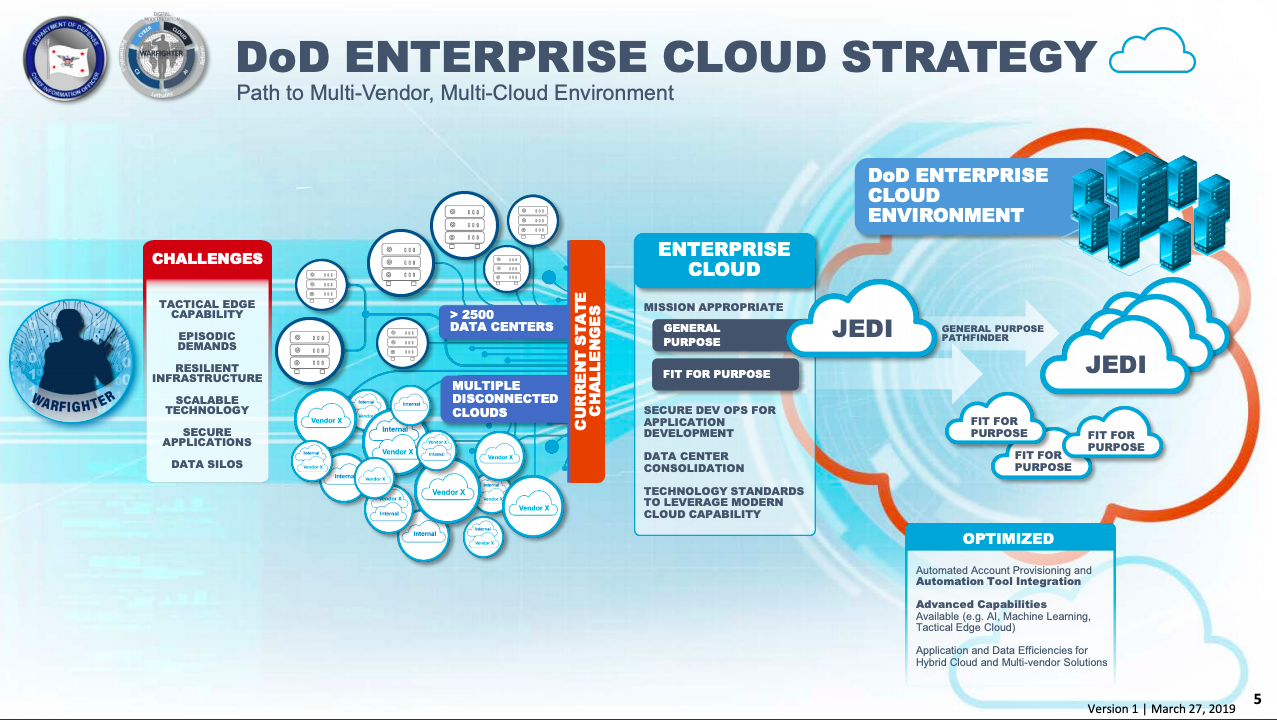 DEPARTMENT OF DEFENSE
CHIEF INFORMATION OFFICER
DIGITAL
MODERNIZATION
CYBER
CLOUD
WARFIGHTER
C3
AI
DoD ENTERPRISE CLOUD STRATEGY
Path to Multi-Vendor, Multi-Cloud Environment
WARFIGHTER
CHALLENGES
TACTICAL EDGE
CAPABILITY
EPISODIC
DEMANDS
RESILIENT
INFRASTRUCTURE
SCALABLE
TECHNOLOGY
SECURE
APPLICATIONS
DATA SILOS
> 2500
DATA CENTERS
MULTIPLE
DISCONNECTED
CLOUDS
Vendor X
Internal
Vendor
Internal
Internal
Vendor X
Internal
Vendor X
Vendor X
Internal
Vendor X
Interna
Vendor X
Vendor X
Internal
Vendor X
Internal
Vendor X
Vendor X
Internal
Internal
Vendor X
CURRENT STATE
CHALLENGES
ENTERPRISE
CLOUD
MISSION APPROPRIATE
GENERAL
PURPOSE
FIT FOR PURPOSE
SECURE DEV OPS FOR
APPLICATION
DEVELOPMENT
DATA CENTER
CONSOLIDATION
TECHNOLOGY STANDARDS
TO LEVERAGE MODERN
CLOUD CAPABILITY
JEDI
GENERAL PURPOSE
PATHFINDER
DoD ENTERPRISE
CLOUD
ENVIRONMENT
JEDI
FIT FOR
PURPOSE
FIT FOR
PURPOSE
FIT FOR
PURPOSE
OPTIMIZED
Automated Account Provisioning and
Automation Tool Integration
Advanced Capabilities
Available (e.g. AI, Machine Learning,
Tactical Edge Cloud)
Application and Data Efficiencies for
Hybrid Cloud and Multi-vendor Solutions
5
Version 1 | March 27, 2019